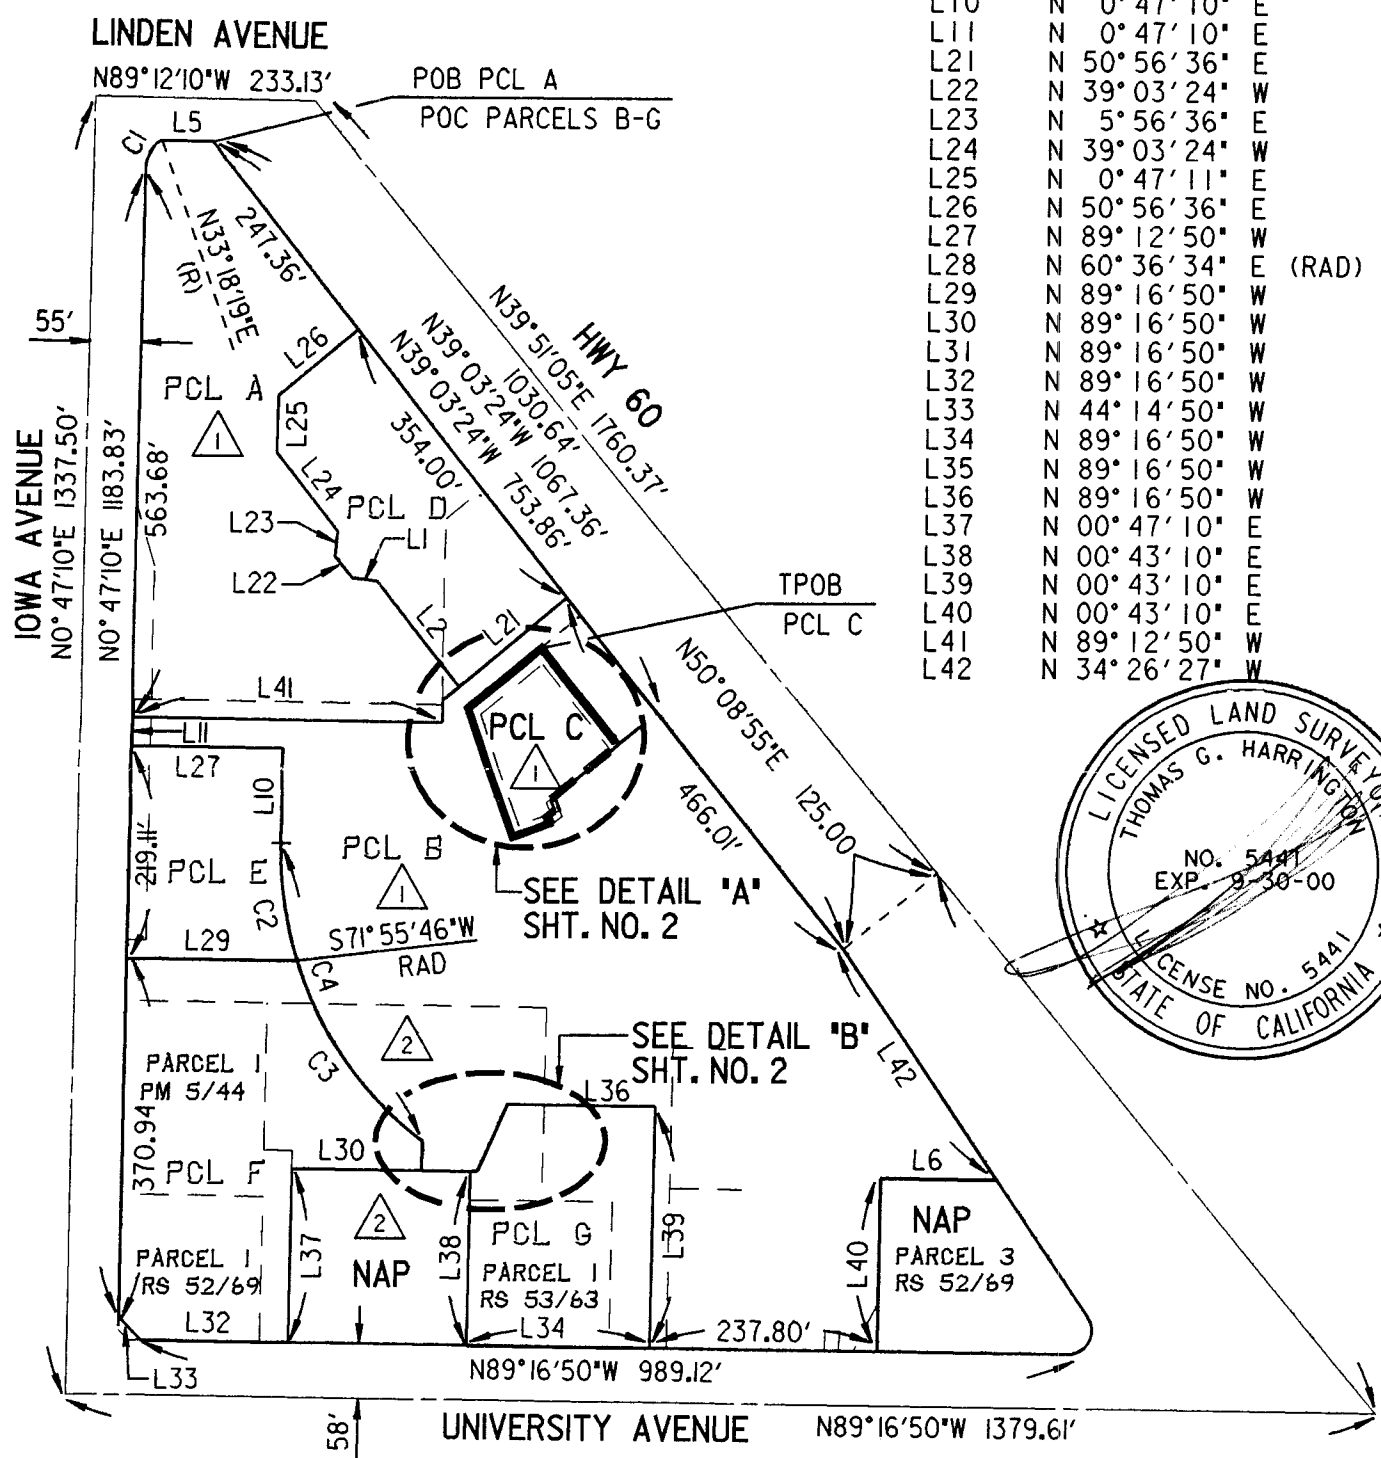 LINDEN AVENUE
N89°12'10"W 233.13'
POB PCL A
POC PARCELS B-G
L5
C1
N33°18'19"E
(R)
247.36'
55'
PCL A
1
L26
L25
L24
L23
L22
PCL D
L1
L2
L21
354.00'
N39°03'24"W
1030.64'
N39°03'24"W 1067.36'
N39°03'24"W 753.86'
HWY 60
N39°51'05"E 1760.37'
IOWA AVENUE
N0°47'10"E 1337.50'
N0°47'10"E 1183.83'
563.68'
TPOB
PCL C
L41
L11
L27
L10
PCL C
1
N50°08'55"E 125.00
466.01'
219.11'
PCL E
C2
PCL B
1
SEE DETAIL "A"
SHT. NO. 2
L29
S71°55'46"W
RAD
C4
C3
2
SEE DETAIL "B"
SHT. NO. 2
L42
PARCEL 1
PM 5/44
370.94
L36
L30
PCL F
L6
L37
2
NAP
L38
PCL G
PARCEL 1
RS 53/63
L39
L40
NAP
PARCEL 3
RS 52/69
PARCEL 1
RS 52/69
L32
L34
237.80'
L33
N89°16'50"W 989.12'
58'
UNIVERSITY AVENUE
N89°16'50"W 1379.61'
L10 N 0°47'10" E
L11 N 0°47'10" E
L21 N 50°56'36" E
L22 N 39°03'24" W
L23 N 5°56'36" E
L24 N 39°03'24" W
L25 N 0°47'11" E
L26 N 50°56'36" E
L27 N 89°12'50" W
L28 N 60°36'34" E (RAD)
L29 N 89°16'50" W
L30 N 89°16'50" W
L31 N 89°16'50" W
L32 N 89°16'50" W
L33 N 44°14'50" W
L34 N 89°16'50" W
L35 N 89°16'50" W
L36 N 89°16'50" W
L37 N 00°47'10" E
L38 N 00°43'10" E
L39 N 00°43'10" E
L40 N 00°43'10" E
L41 N 89°12'50" W
L42 N 34°26'27" W
LICENSED LAND SURVEYOR
THOMAS G. HARRINGTON
NO. 5441
EXP. 9-30-00
LICENSE NO. 5441
STATE OF CALIFORNIA